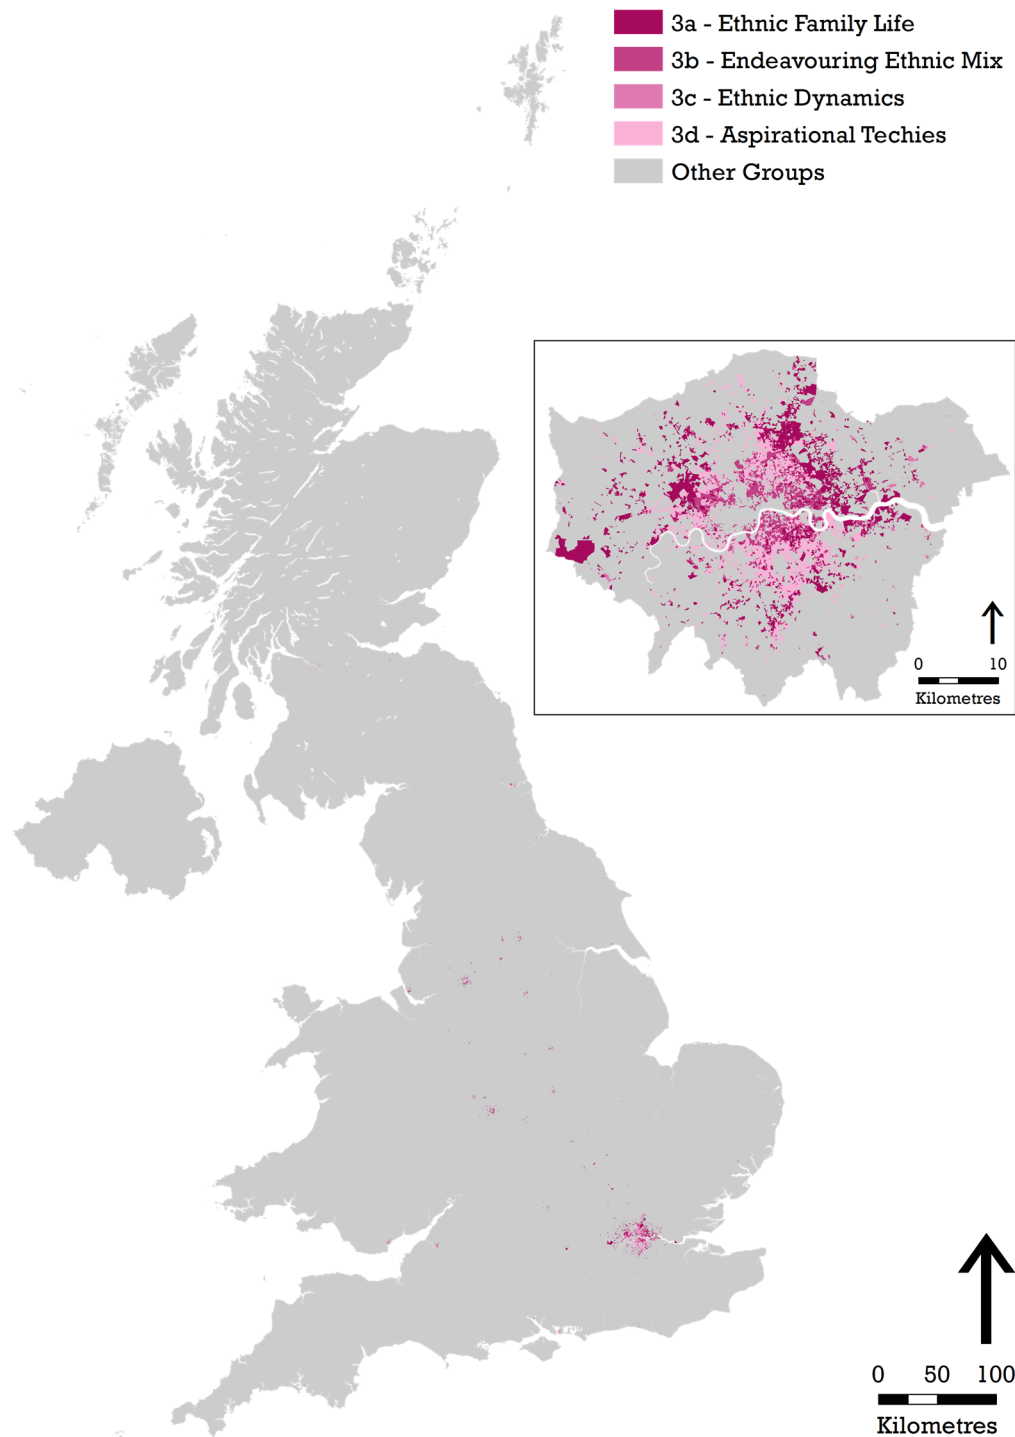 3a - Ethnic Family Life
3b - Endeavouring Ethnic Mix
3c - Ethnic Dynamics
3d - Aspirational Techies
Other Groups
0 10
Kilometres
0 50 100
Kilometres